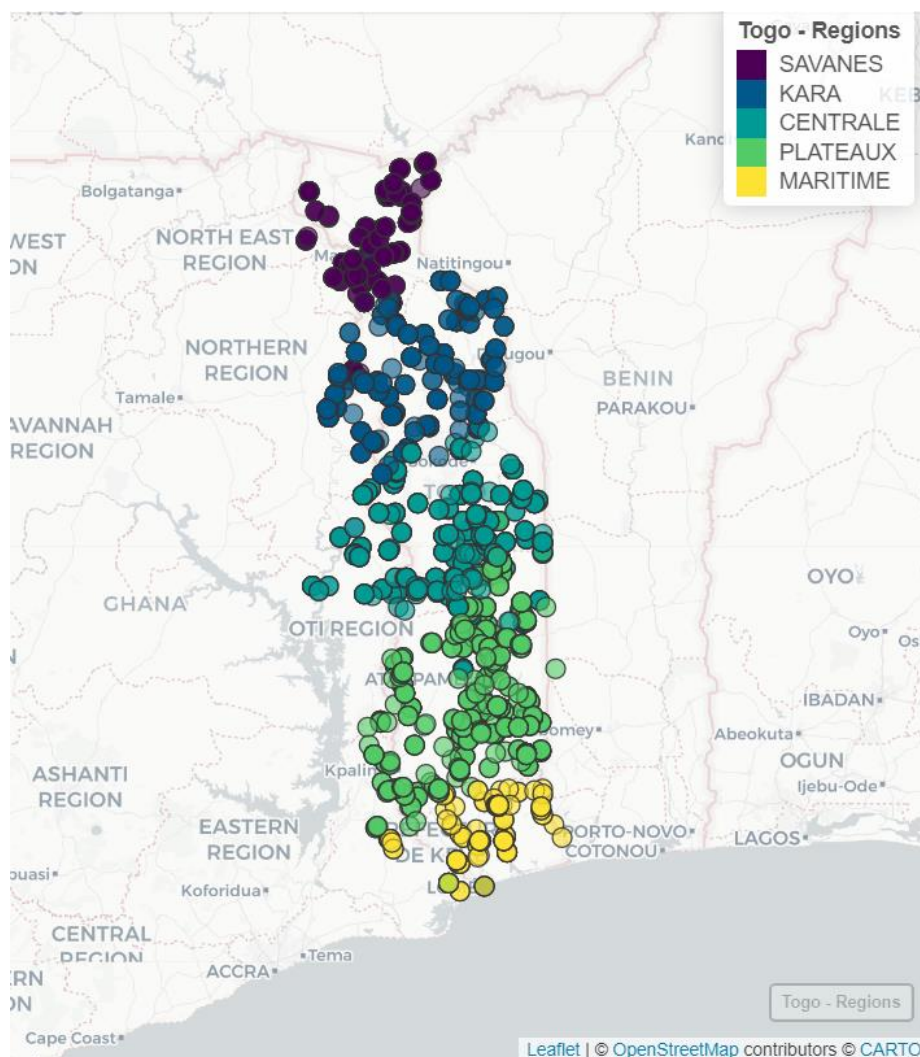 Togo - Regions
SAVANES
KARA
CENTRALE
PLATEAUX
MARITIME
Bolgatanga
NORTH EAST
REGION
Natitingou
NORTHERN
REGION
BENIN
PARAKOU
Tamale
AVANNAH
REGION
GHANA
OTI REGION
OYO
Oyo
IBADAN
Abeokuta
OGUN
Ijebu-Ode
ASHANTI
REGION
EASTERN
REGION
PORTO-NOVO
COTONOU
LAGOS
Koforidua
CENTRAL
REGION
Tema
ACCRA
Cape Coast
Togo - Regions
Leaflet | © OpenStreetMap contributors © CARTO